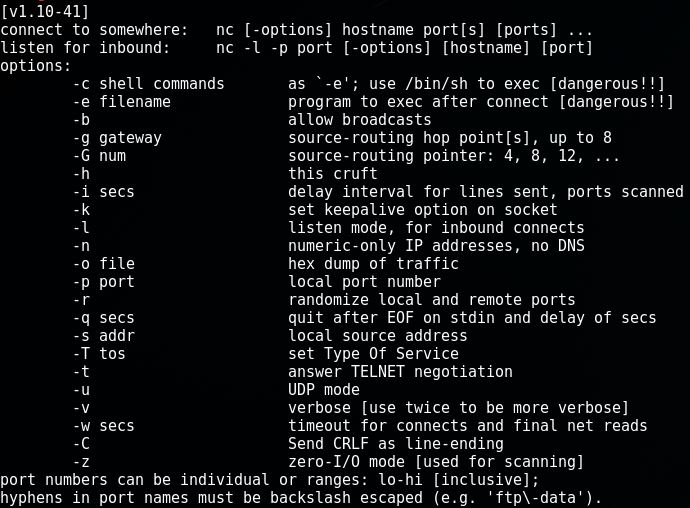 [v1.10-41]
connect to somewhere:   nc [-options] hostname port[s] [ports] ...
listen for inbound:     nc -l -p port [-options] [hostname] [port]
options:
        -c shell commands       as `-e'; use /bin/sh to exec [dangerous!!]
        -e filename             program to exec after connect [dangerous!!]
        -b                      allow broadcasts
        -g gateway              source-routing hop point[s], up to 8
        -G num                  source-routing pointer: 4, 8, 12, ...
        -h                      this cruft
        -i secs                 delay interval for lines sent, ports scanned
        -k                      set keepalive option on socket
        -l                      listen mode, for inbound connects
        -n                      numeric-only IP addresses, no DNS
        -o file                 hex dump of traffic
        -p port                 local port number
        -r                      randomize local and remote ports
        -q secs                 quit after EOF on stdin and delay of secs
        -s addr                 local source address
        -T tos                  set Type Of Service
        -t                      answer TELNET negotiation
        -u                      UDP mode
        -v                      verbose [use twice to be more verbose]
        -w secs                 timeout for connects and final net reads
        -C                      Send CRLF as line-ending
        -z                      zero-I/O mode [used for scanning]
port numbers can be individual or ranges: lo-hi [inclusive];
hyphens in port names must be backslash escaped (e.g. 'ftp\-data').